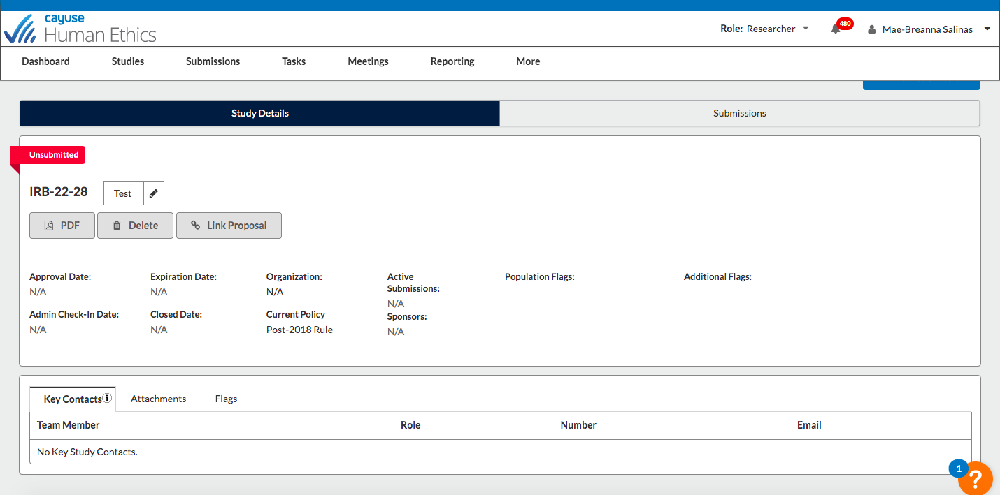 cayuse
Human Ethics
Role: Researcher
480
Mae-Breanna Salinas
Dashboard Studies Submissions Tasks Meetings Reporting More
Study Details Submissions
Unsubmitted
IRB-22-28 Test
PDF Delete Link Proposal
Approval Date:
N/A
Expiration Date:
N/A
Organization:
N/A
Active
Submissions:
N/A
Population Flags:
Additional Flags:
Admin Check-In Date:
N/A
Closed Date:
N/A
Current Policy
Post-2018 Rule
Sponsors:
N/A
Key Contacts Attachments Flags
Team Member Role Number Email
No Key Study Contacts.
1
?